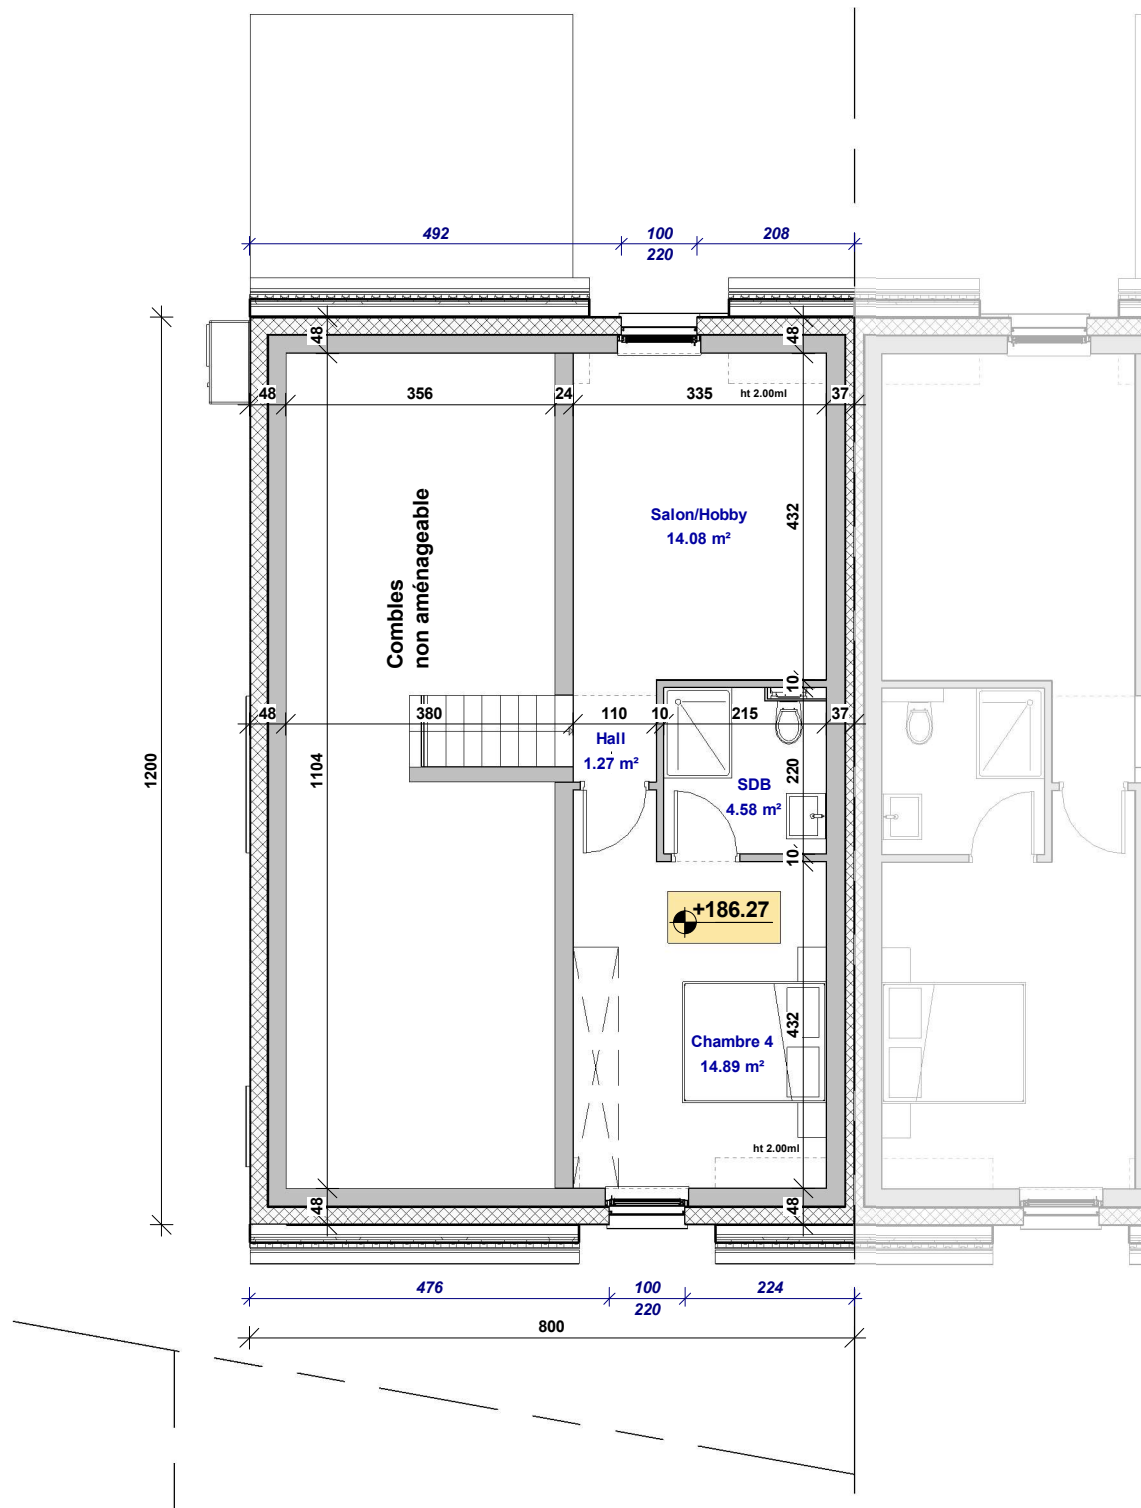 492
100
208
220
48
48
48
356
24
335
ht 2.00ml
37
Combles
non aménageable
Salon/Hobby
14.08 m²
432
10
48
380
110
10
215
37
Hall
1.27 m²
1200
1104
220
SDB
4.58 m²
10
+186.27
432
Chambre 4
14.89 m²
ht 2.00ml
48
48
476
100
224
220
800